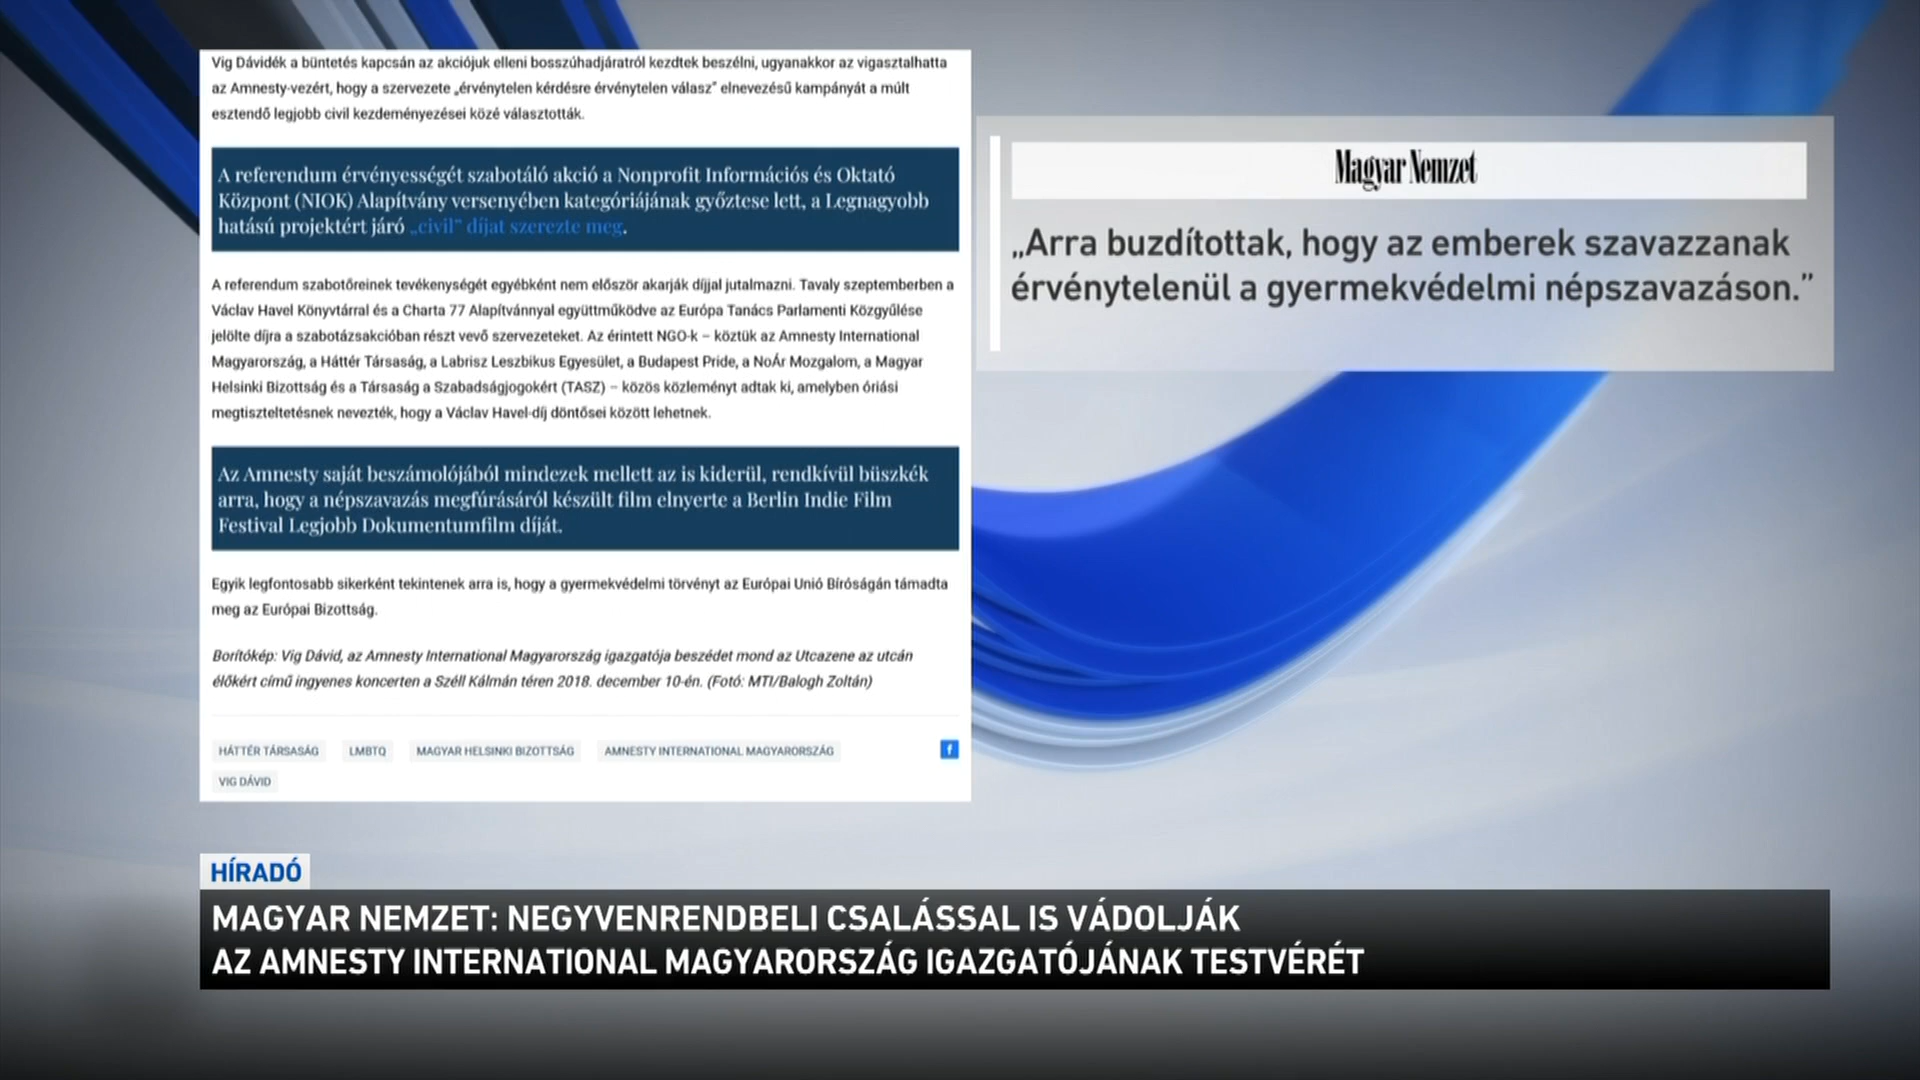 Vig Dávidék a büntetés kapcsán az akciójuk elleni bosszúhadjáratról kezdtek beszélni, ugyanakkor az vigasztalhatta
az Amnesty-vezért, hogy a szervezete „érvénytelen kérdésre érvénytelen válasz” elnevezésű kampányát a múlt
esztendő legjobb civil kezdeményezései közé választották.
A referendum érvényességét szabotáló akció a Nonprofit Információs és Oktató
Központ (NIOK) Alapítvány versenyében kategóriájának győztese lett, a Legnagyobb
hatású projektért járó „civil” díjat szerezte meg.
A referendum szabotőreinek tevékenységét egyébként nem először akarják díjjal jutalmazni. Tavaly szeptemberben a
Václav Havel Könyvtárral és a Charta 77 Alapítvánnyal együttműködve az Európa Tanács Parlamenti Közgyűlése
jelölte díjra a szabotázsakcióban részt vevő szervezeteket. Az érintett NGO-k – köztük az Amnesty International
Magyarország, a Háttér Társaság, a Labrisz Leszbikus Egyesület, a Budapest Pride, a NoÁr Mozgalom, a Magyar
Helsinki Bizottság és a Társaság a Szabadságjogokért (TASZ) – közös közleményt adtak ki, amelyben óriási
megtiszteltetésnek nevezték, hogy a Václav Havel-díj döntősei között lehetnek.
Az Amnesty saját beszámolójából mindezek mellett az is kiderül, rendkívül büszkék
arra, hogy a népszavazás megfúrásáról készült film elnyerte a Berlin Indie Film
Festival Legjobb Dokumentumfilm díját.
Egyik legfontosabb sikerként tekintenek arra is, hogy a gyermekvédelmi törvényt az Európai Unió Bíróságán támadta
meg az Európai Bizottság.
Borítókép: Vig Dávid, az Amnesty International Magyarország igazgatója beszédet mond az Utcazene az utcán
élőkért című ingyenes koncerten a Széll Kálmán téren 2018. december 10-én. (Fotó: MTI/Balogh Zoltán)
HÁTTÉR TÁRSASÁG LMBTQ MAGYAR HELSINKI BIZOTTSÁG AMNESTY INTERNATIONAL MAGYARORSZÁG f
VIG DÁVID
Magyar Nemzet
„Arra buzdítottak, hogy az emberek szavazzanak
érvénytelenül a gyermekvédelmi népszavazáson.”
HÍRADÓ
MAGYAR NEMZET: NEGYVENRENDBELI CSALÁSSAL IS VÁDOLJÁK
AZ AMNESTY INTERNATIONAL MAGYARORSZÁG IGAZGATÓJÁNAK TESTVÉRÉT